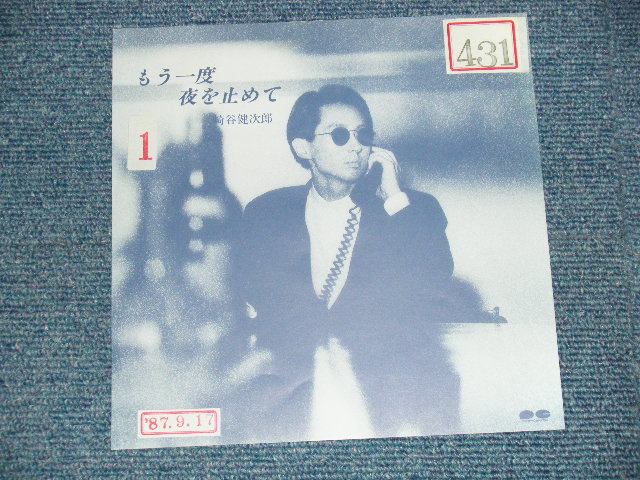 431
もう一度
夜を止めて
崎谷健次郎
1
'87.9.17